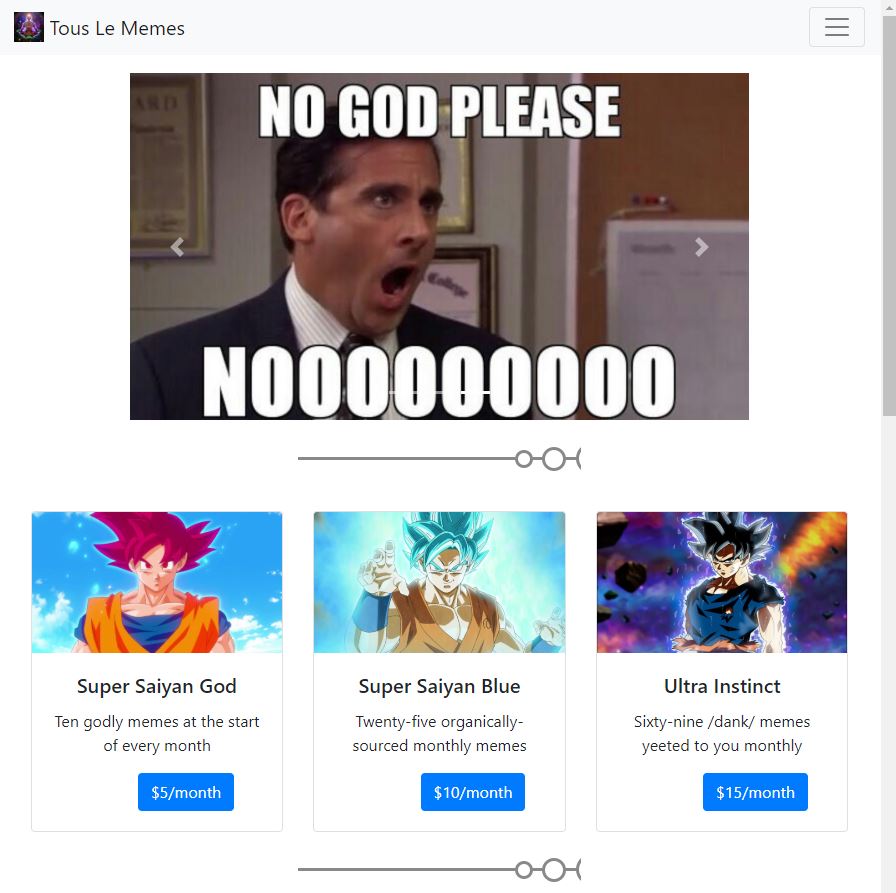 Tous Le Memes
NO GOD PLEASE
NOOOOOOOOO
Super Saiyan God
Ten godly memes at the start
of every month
$5/month
Super Saiyan Blue
Twenty-five organically-
sourced monthly memes
$10/month
Ultra Instinct
Sixty-nine /dank/ memes
yeeted to you monthly
$15/month